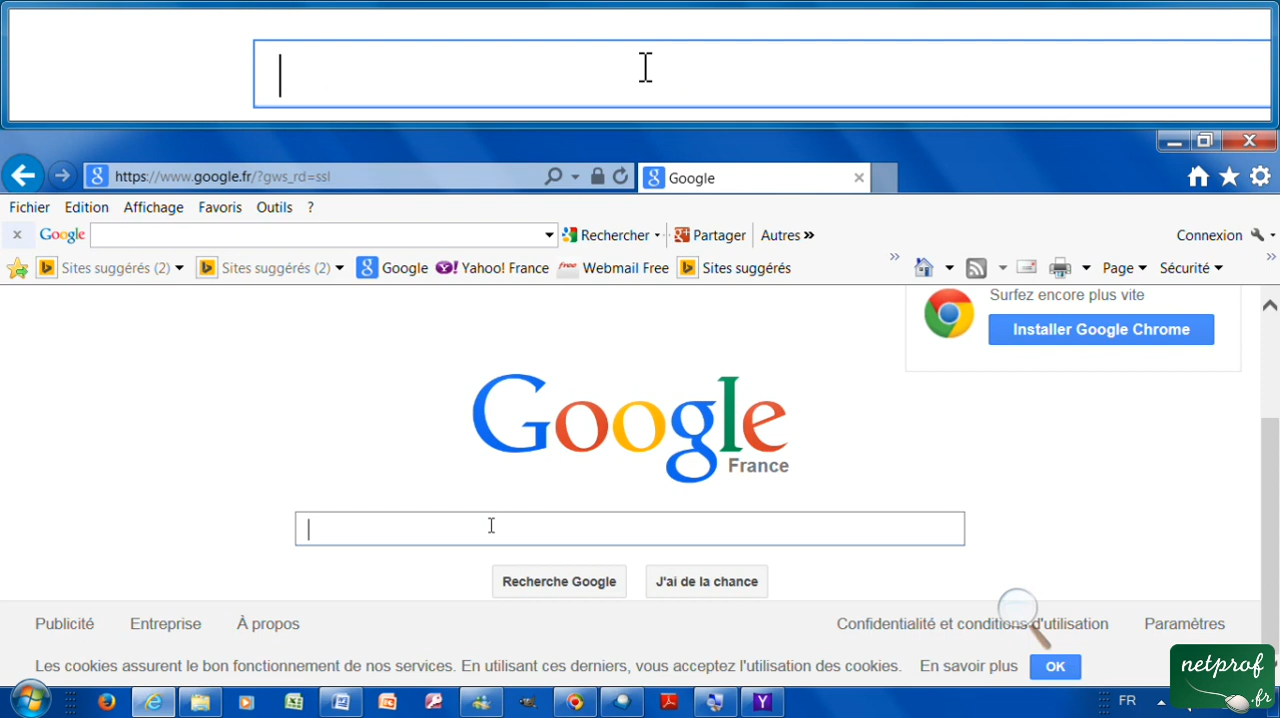 https://www.google.fr/?gws_rd=ssl
Google
Fichier Edition Affichage Favoris Outils ?
x Google Rechercher Partager Autres » Connexion
Sites suggérés (2) Sites suggérés (2) Google Yahoo! France free Webmail Free Sites suggérés » Page Sécurité »
Surfez encore plus vite
Installer Google Chrome
Google
France
Recherche Google J'ai de la chance
Publicité Entreprise À propos Confidentialité et conditions d'utilisation Paramètres
Les cookies assurent le bon fonctionnement de nos services. En utilisant ces derniers, vous acceptez l'utilisation des cookies. En savoir plus OK
netprof
.fr
FR